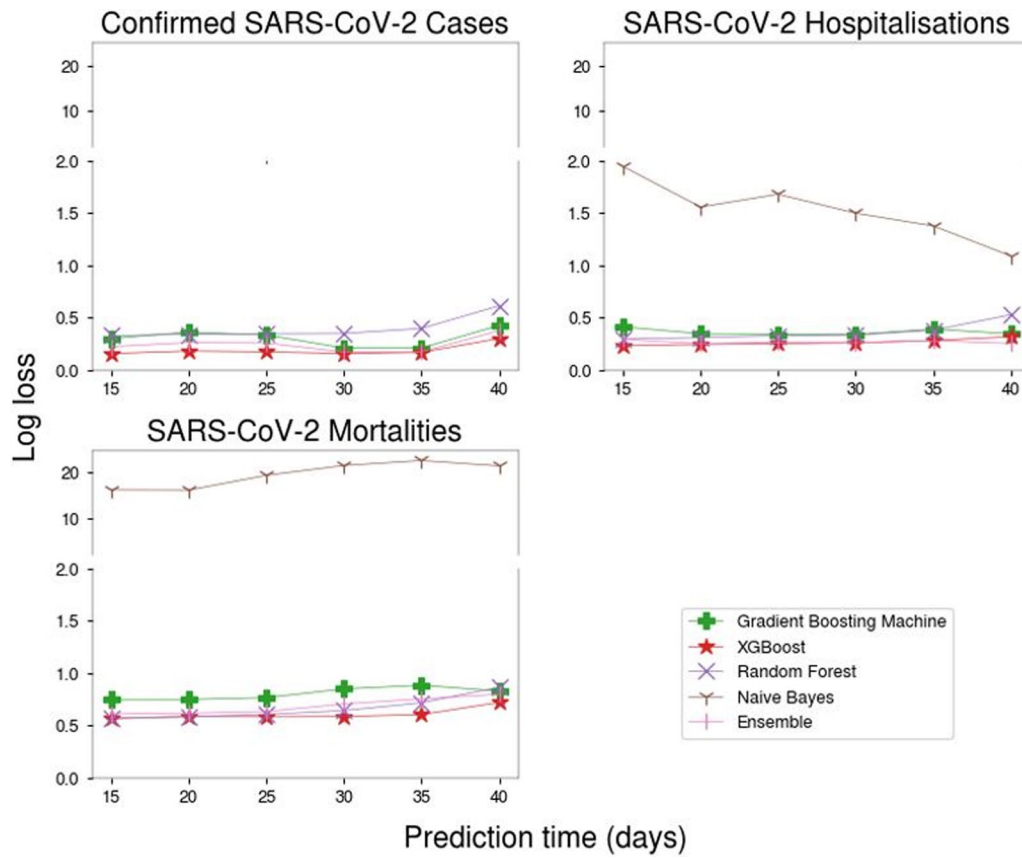 Confirmed SARS-CoV-2 Cases
20
10
2.0
1.5
1.0
0.5
0.0
15 20 25 30 35 40
SARS-CoV-2 Hospitalisations
20
10
2.0
1.5
1.0
0.5
0.0
15 20 25 30 35 40
Log loss
SARS-CoV-2 Mortalities
20
10
2.0
1.5
1.0
0.5
0.0
15 20 25 30 35 40
Gradient Boosting Machine
XGBoost
Random Forest
Naive Bayes
Ensemble
Prediction time (days)